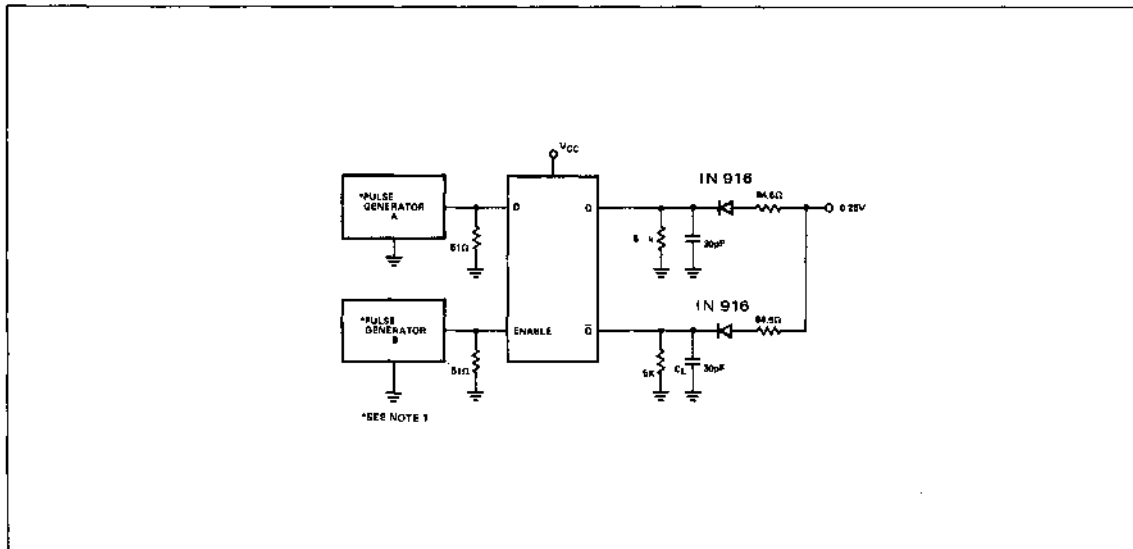 VCC
IN 916
*PULSE
GENERATOR
A
D
Q
51Ω
30pF
IN 916
*PULSE
GENERATOR
B
ENABLE
Q̅
51Ω
5K
CL
30pF
*SEE NOTE 1